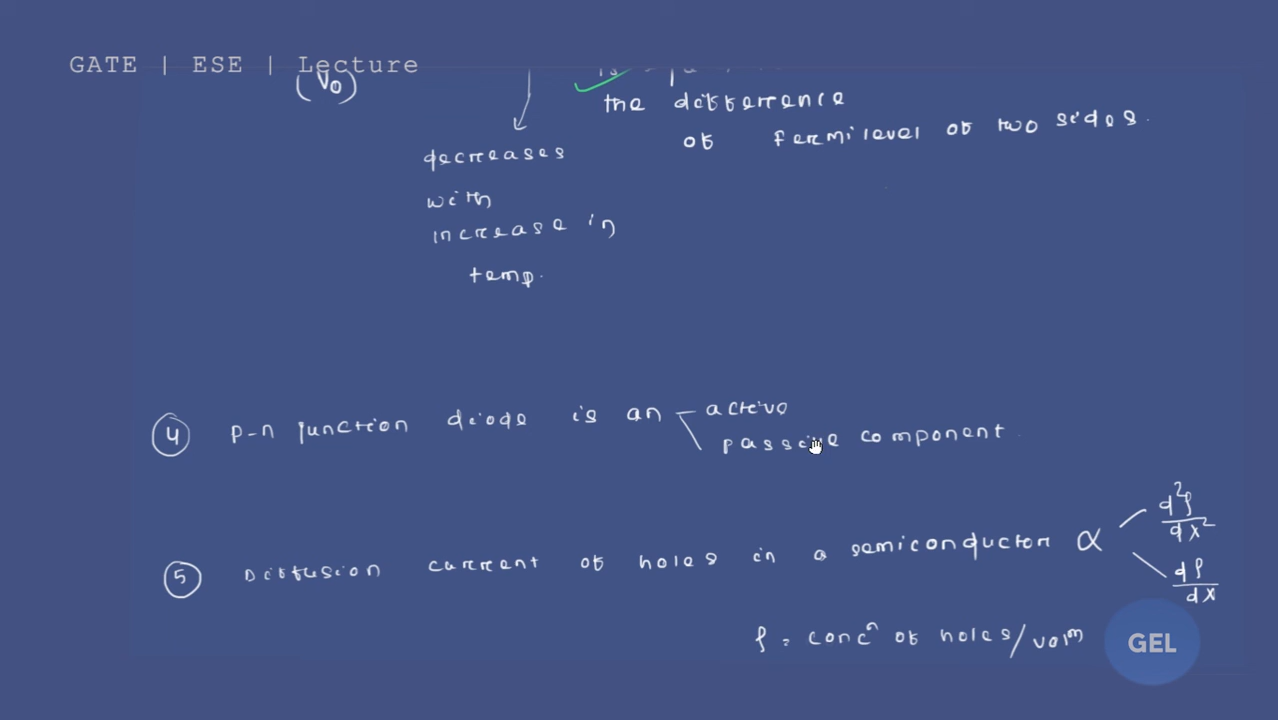 GATE | ESE | Lecture
(V₀)
is
the difference
of fermi level of two sides.
decreases
with
increase in
temp.
④ p-n junction diode is an active
passive component.
⑤ Diffusion current of holes in a semiconductor α d²ρ/dx²
dρ/dx
ρ = concⁿ of holes/volᵐ
GEL